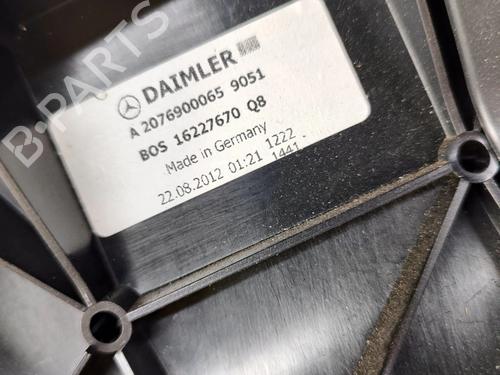 B-PARTS
DAIMLER
A 2076900065 9051
BOS 16227670 Q8
Made in Germany
22.08.2012 01:21 1222
1441